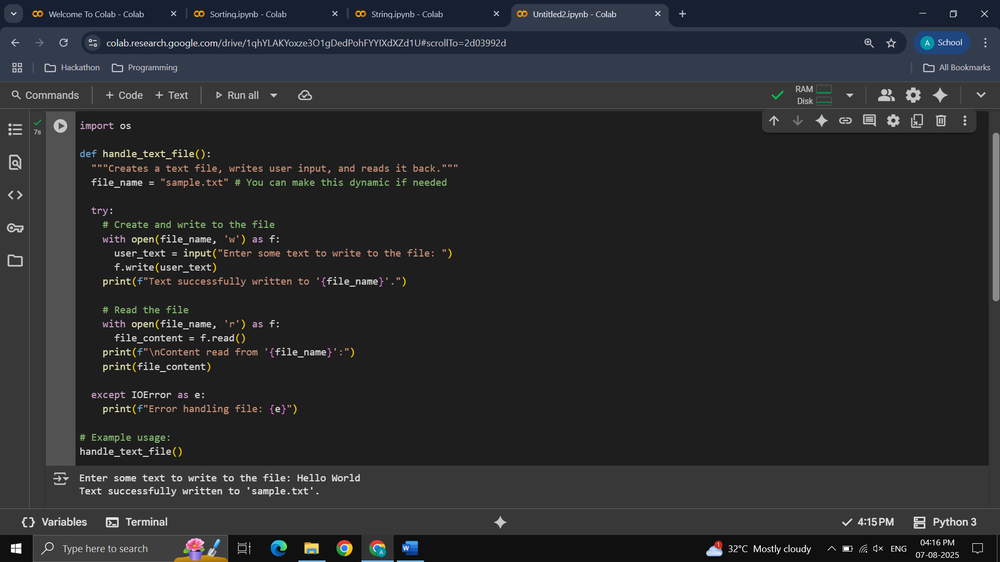 Welcome To Colab - Colab
Sorting.ipynb - Colab
String.ipynb - Colab
Untitled2.ipynb - Colab
colab.research.google.com/drive/1qhYLAKYoxze3O1gDedPohFYYIXdXZd1U#scrollTo=2d03992d
A School
Hackathon
Programming
All Bookmarks
Commands
+ Code
+ Text
Run all
RAM
Disk
7s
import os
def handle_text_file():
"""Creates a text file, writes user input, and reads it back."""
file_name = "sample.txt" # You can make this dynamic if needed
try:
# Create and write to the file
with open(file_name, 'w') as f:
user_text = input("Enter some text to write to the file: ")
f.write(user_text)
print(f"Text successfully written to '{file_name}'.")
# Read the file
with open(file_name, 'r') as f:
file_content = f.read()
print(f"\nContent read from '{file_name}':")
print(file_content)
except IOError as e:
print(f"Error handling file: {e}")
# Example usage:
handle_text_file()
Enter some text to write to the file: Hello World
Text successfully written to 'sample.txt'.
{} Variables
Terminal
4:15 PM
Python 3
Type here to search
A
W
1
32°C Mostly cloudy
ENG
04:16 PM
07-08-2025